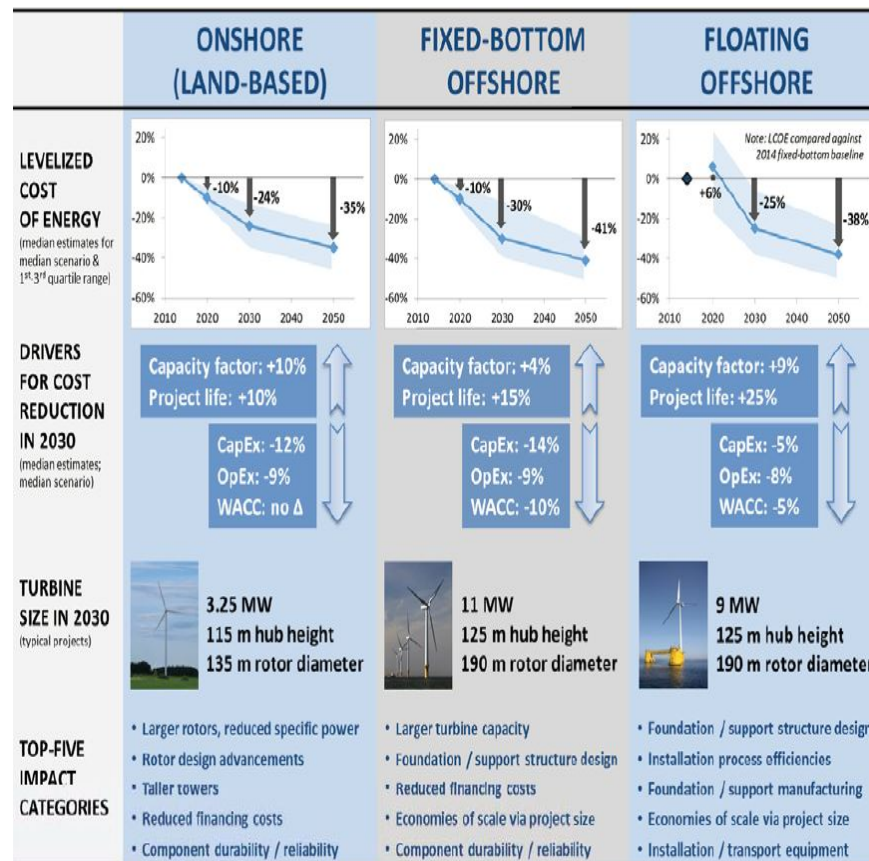 ONSHORE
(LAND-BASED)
FIXED-BOTTOM
OFFSHORE
FLOATING
OFFSHORE
LEVELIZED
COST
OF ENERGY
(median estimates for
median scenario &
1st-3rd quartile range)
20%
0%
-20%
-40%
-60%
-10%
-24%
-35%
2010 2020 2030 2040 2050
20%
0%
-20%
-40%
-60%
-10%
-30%
-41%
2010 2020 2030 2040 2050
Note: LCOE compared against
2014 fixed-bottom baseline
20%
0%
-20%
-40%
-60%
+6%
-25%
-38%
2010 2020 2030 2040 2050
DRIVERS
FOR COST
REDUCTION
IN 2030
(median estimates;
median scenario)
Capacity factor: +10%
Project life: +10%
CapEx: -12%
OpEx: -9%
WACC: no Δ
Capacity factor: +4%
Project life: +15%
CapEx: -14%
OpEx: -9%
WACC: -10%
Capacity factor: +9%
Project life: +25%
CapEx: -5%
OpEx: -8%
WACC: -5%
TURBINE
SIZE IN 2030
(typical projects)
3.25 MW
115 m hub height
135 m rotor diameter
11 MW
125 m hub height
190 m rotor diameter
9 MW
125 m hub height
190 m rotor diameter
TOP-FIVE
IMPACT
CATEGORIES
• Larger rotors, reduced specific power
• Rotor design advancements
• Taller towers
• Reduced financing costs
• Component durability / reliability
• Larger turbine capacity
• Foundation / support structure design
• Reduced financing costs
• Economies of scale via project size
• Component durability / reliability
• Foundation / support structure design
• Installation process efficiencies
• Foundation / support manufacturing
• Economies of scale via project size
• Installation / transport equipment